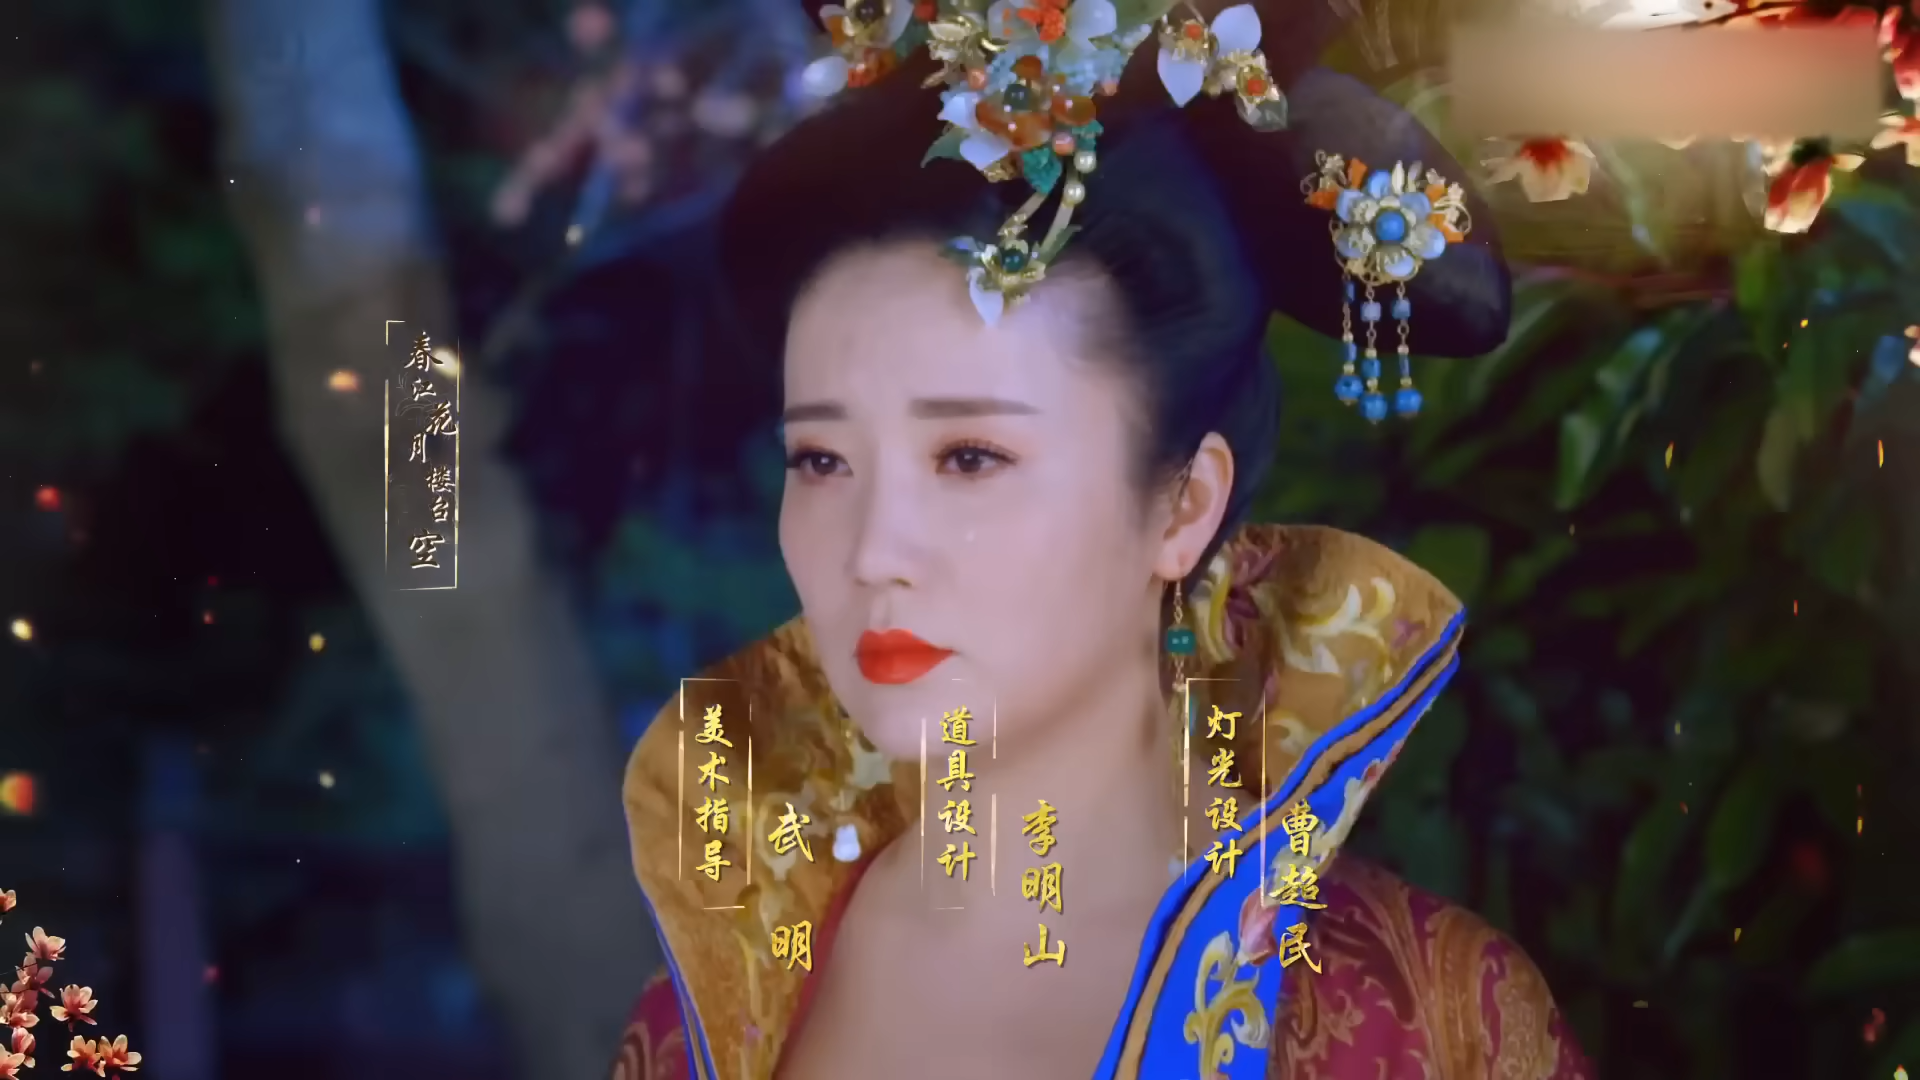 春江花月楼台空
美术指导
武明
道具设计
李明山
灯光设计
曹超民